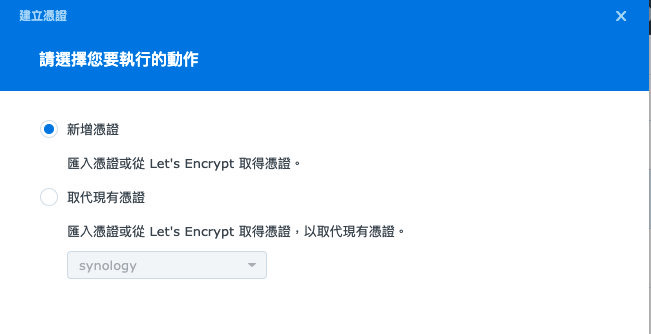 建立憑證
請選擇您要執行的動作
新增憑證
匯入憑證或從 Let's Encrypt 取得憑證。
取代現有憑證
匯入憑證或從 Let's Encrypt 取得憑證，以取代現有憑證。
synology